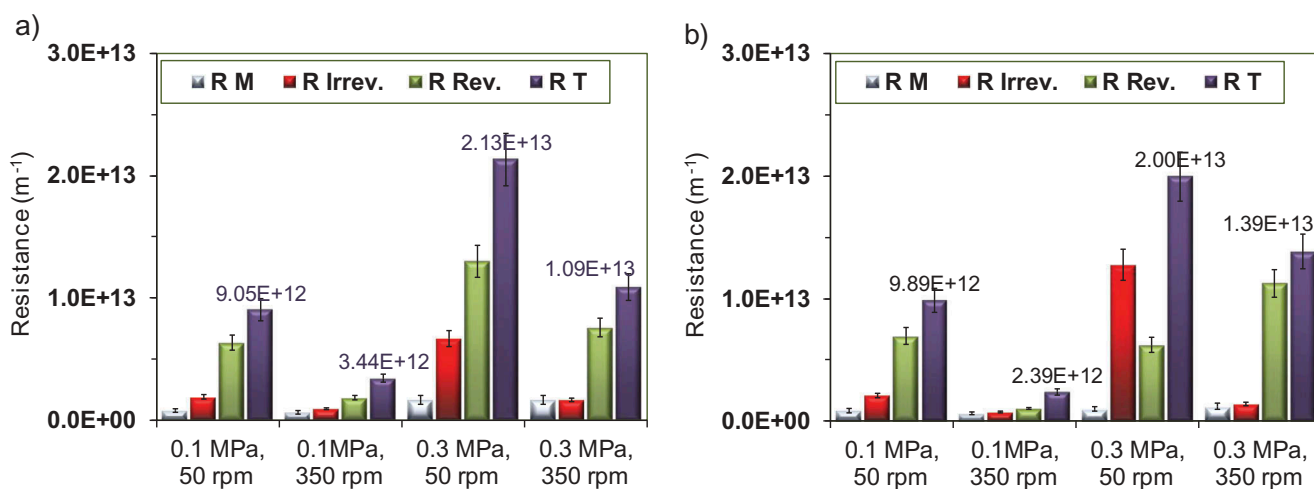 a)
3.0E+13
R M R Irrev. R Rev. R T
2.13E+13
2.0E+13
Resistance (m⁻¹)
1.09E+13
1.0E+13
9.05E+12
3.44E+12
0.0E+00
0.1 MPa, 0.1MPa, 0.3 MPa, 0.3 MPa,
50 rpm 350 rpm 50 rpm 350 rpm
b)
3.0E+13
R M R Irrev. R Rev. R T
2.00E+13
2.0E+13
Resistance (m⁻¹)
1.39E+13
1.0E+13
9.89E+12
2.39E+12
0.0E+00
0.1 MPa, 0.1MPa, 0.3 MPa, 0.3 MPa,
50 rpm 350 rpm 50 rpm 350 rpm